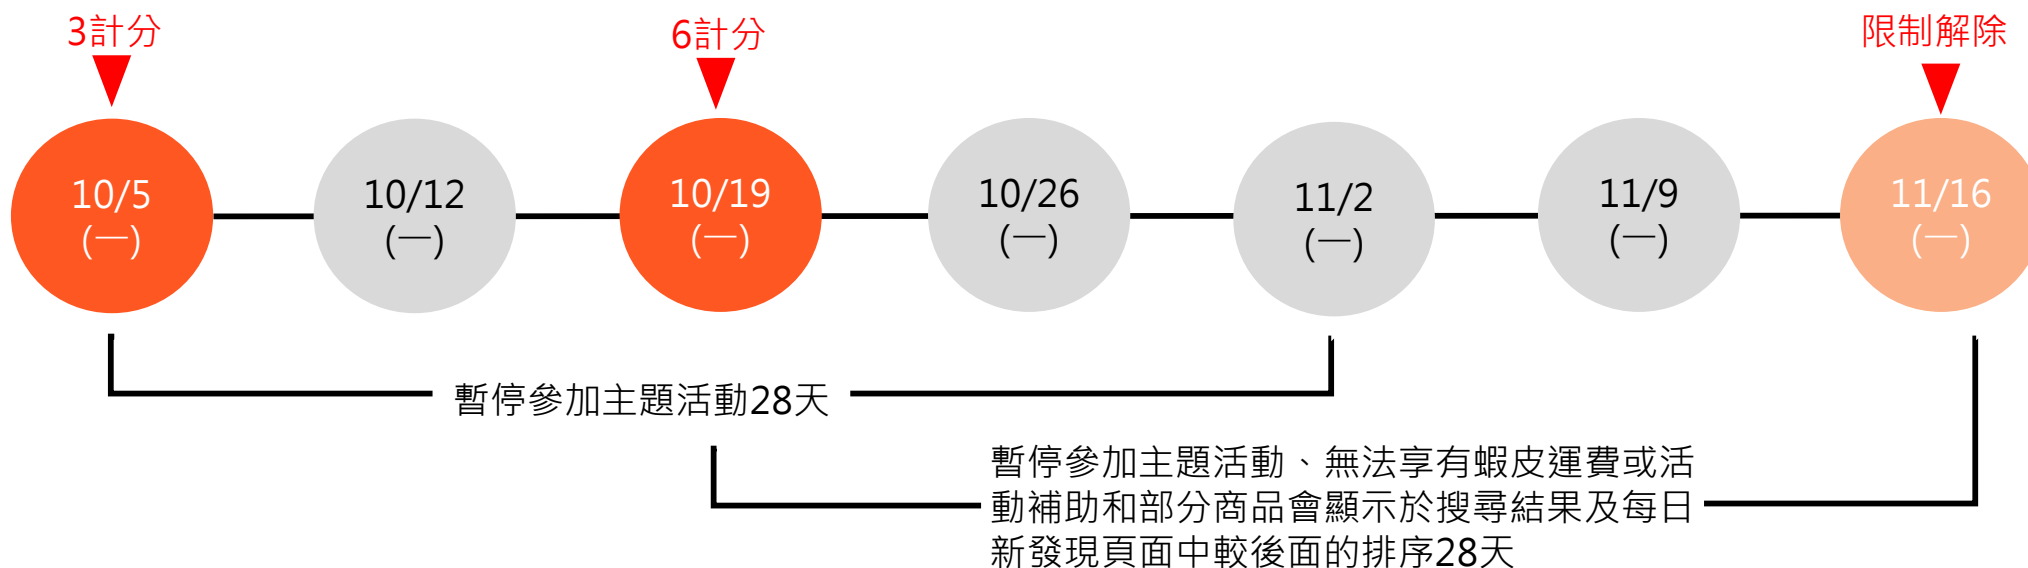 3計分
6計分
限制解除
10/5
(一)
10/12
(一)
10/19
(一)
10/26
(一)
11/2
(一)
11/9
(一)
11/16
(一)
暫停參加主題活動28天
暫停參加主題活動、無法享有蝦皮運費或活
動補助和部分商品會顯示於搜尋結果及每日
新發現頁面中較後面的排序28天